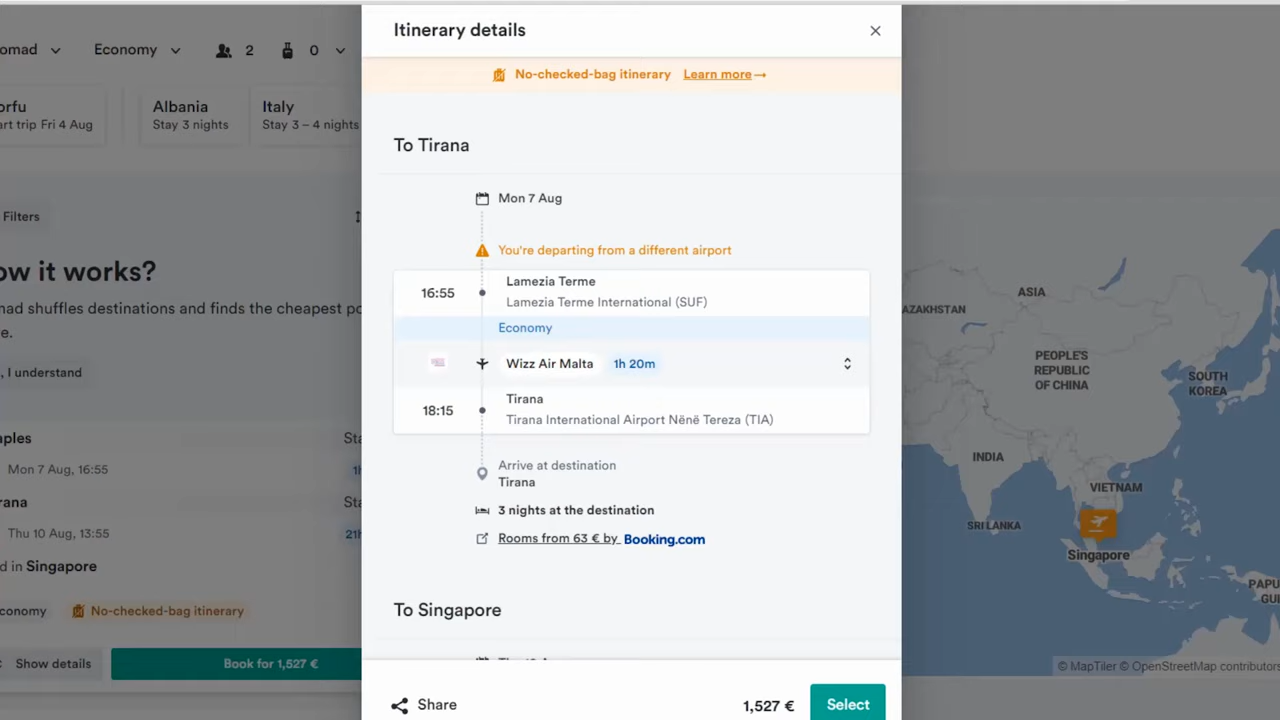 Itinerary details
No-checked-bag itinerary Learn more→
omad Economy 2 0
orfu
art trip Fri 4 Aug
Albania
Stay 3 nights
Italy
Stay 3 – 4 nights
Filters
ow it works?
mad shuffles destinations and finds the cheapest po
e.
, I understand
ples Sta
Mon 7 Aug, 16:55 1h
rana Sta
Thu 10 Aug, 13:55 21h
d in Singapore
conomy No-checked-bag itinerary
Show details Book for 1,527 €
To Tirana
Mon 7 Aug
You're departing from a different airport
16:55
Lamezia Terme
Lamezia Terme International (SUF)
Economy
Wizz Air Malta 1h 20m
18:15
Tirana
Tirana International Airport Nënë Tereza (TIA)
Arrive at destination
Tirana
3 nights at the destination
Rooms from 63 € by Booking.com
To Singapore
Share 1,527 € Select
ASIA
AZAKHSTAN
PEOPLE'S
REPUBLIC
OF CHINA
SOUTH
KOREA
INDIA
VIETNAM
SRI LANKA
Singapore
PAPU
GU
© MapTiler © OpenStreetMap contributors